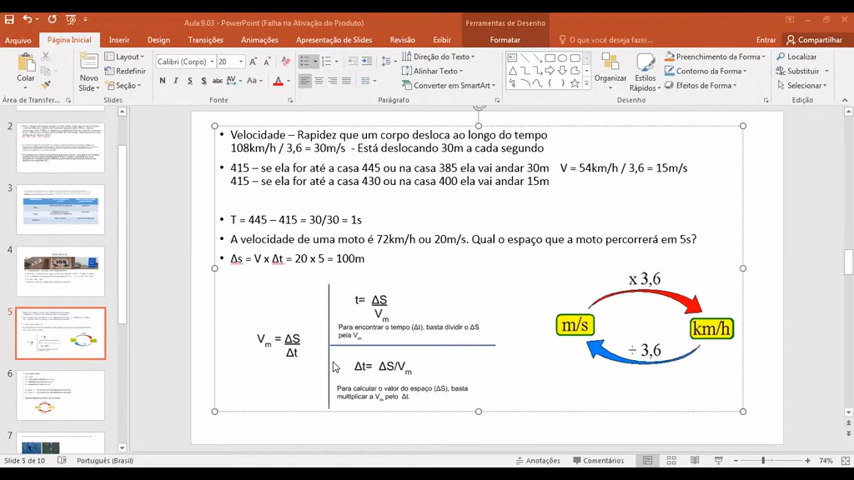 Aula 9.03 - PowerPoint (Falha na Ativação do Produto)
Ferramentas de Desenho
Arquivo
Página Inicial
Inserir
Design
Transições
Animações
Apresentação de Slides
Revisão
Exibir
Formatar
O que você deseja fazer...
Entrar
Compartilhar
Colar
Novo Slide
Layout
Redefinir
Seção
Calibri (Corpo)
20
N I S
Direção do Texto
Alinhar Texto
Converter em SmartArt
Organizar
Estilos Rápidos
Preenchimento da Forma
Contorno da Forma
Efeitos de Forma
Localizar
Substituir
Selecionar
Área de Transfer...
Slides
Fonte
Parágrafo
Desenho
Edição
2
3
4
5
6
7
• Velocidade – Rapidez que um corpo desloca ao longo do tempo
108km/h / 3,6 = 30m/s - Está deslocando 30m a cada segundo
• 415 – se ela for até a casa 445 ou na casa 385 ela vai andar 30m V = 54km/h / 3,6 = 15m/s
415 – se ela for até a casa 430 ou na casa 400 ela vai andar 15m
• T = 445 – 415 = 30/30 = 1s
• A velocidade de uma moto é 72km/h ou 20m/s. Qual o espaço que a moto percorrerá em 5s?
• Δs = V x Δt = 20 x 5 = 100m
Vm = ΔS
Δt
t= ΔS
Vm
Para encontrar o tempo (Δt), basta dividir o ΔS
pela Vm
Δt= ΔS/Vm
Para calcular o valor do espaço (ΔS), basta
multiplicar a Vm pelo Δt.
x 3,6
m/s
km/h
÷ 3,6
Slide 5 de 10
Português (Brasil)
Anotações
Comentários
74%